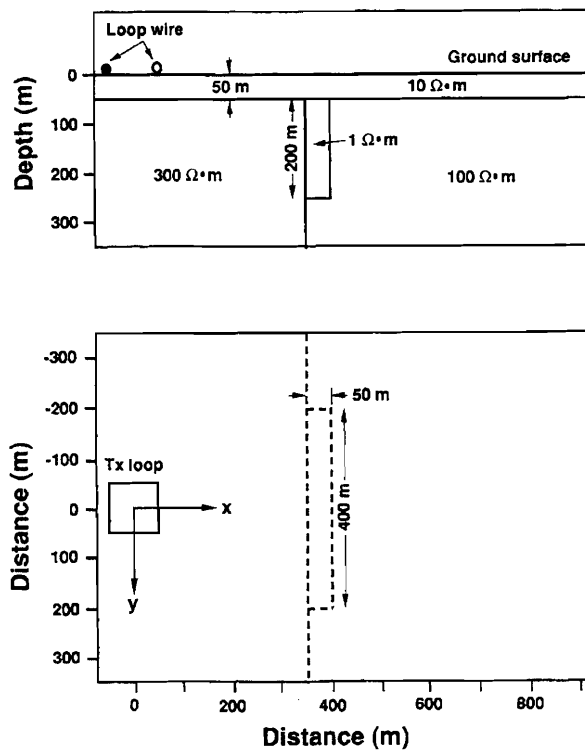 Loop wire
Ground surface
0
50 m
10 Ω•m
100
200 m
1 Ω•m
200
300 Ω•m
100 Ω•m
300
Depth (m)
-300
50 m
-200
-100
Tx loop
400 m
0
x
100
y
200
300
Distance (m)
0
200
400
600
800
Distance (m)